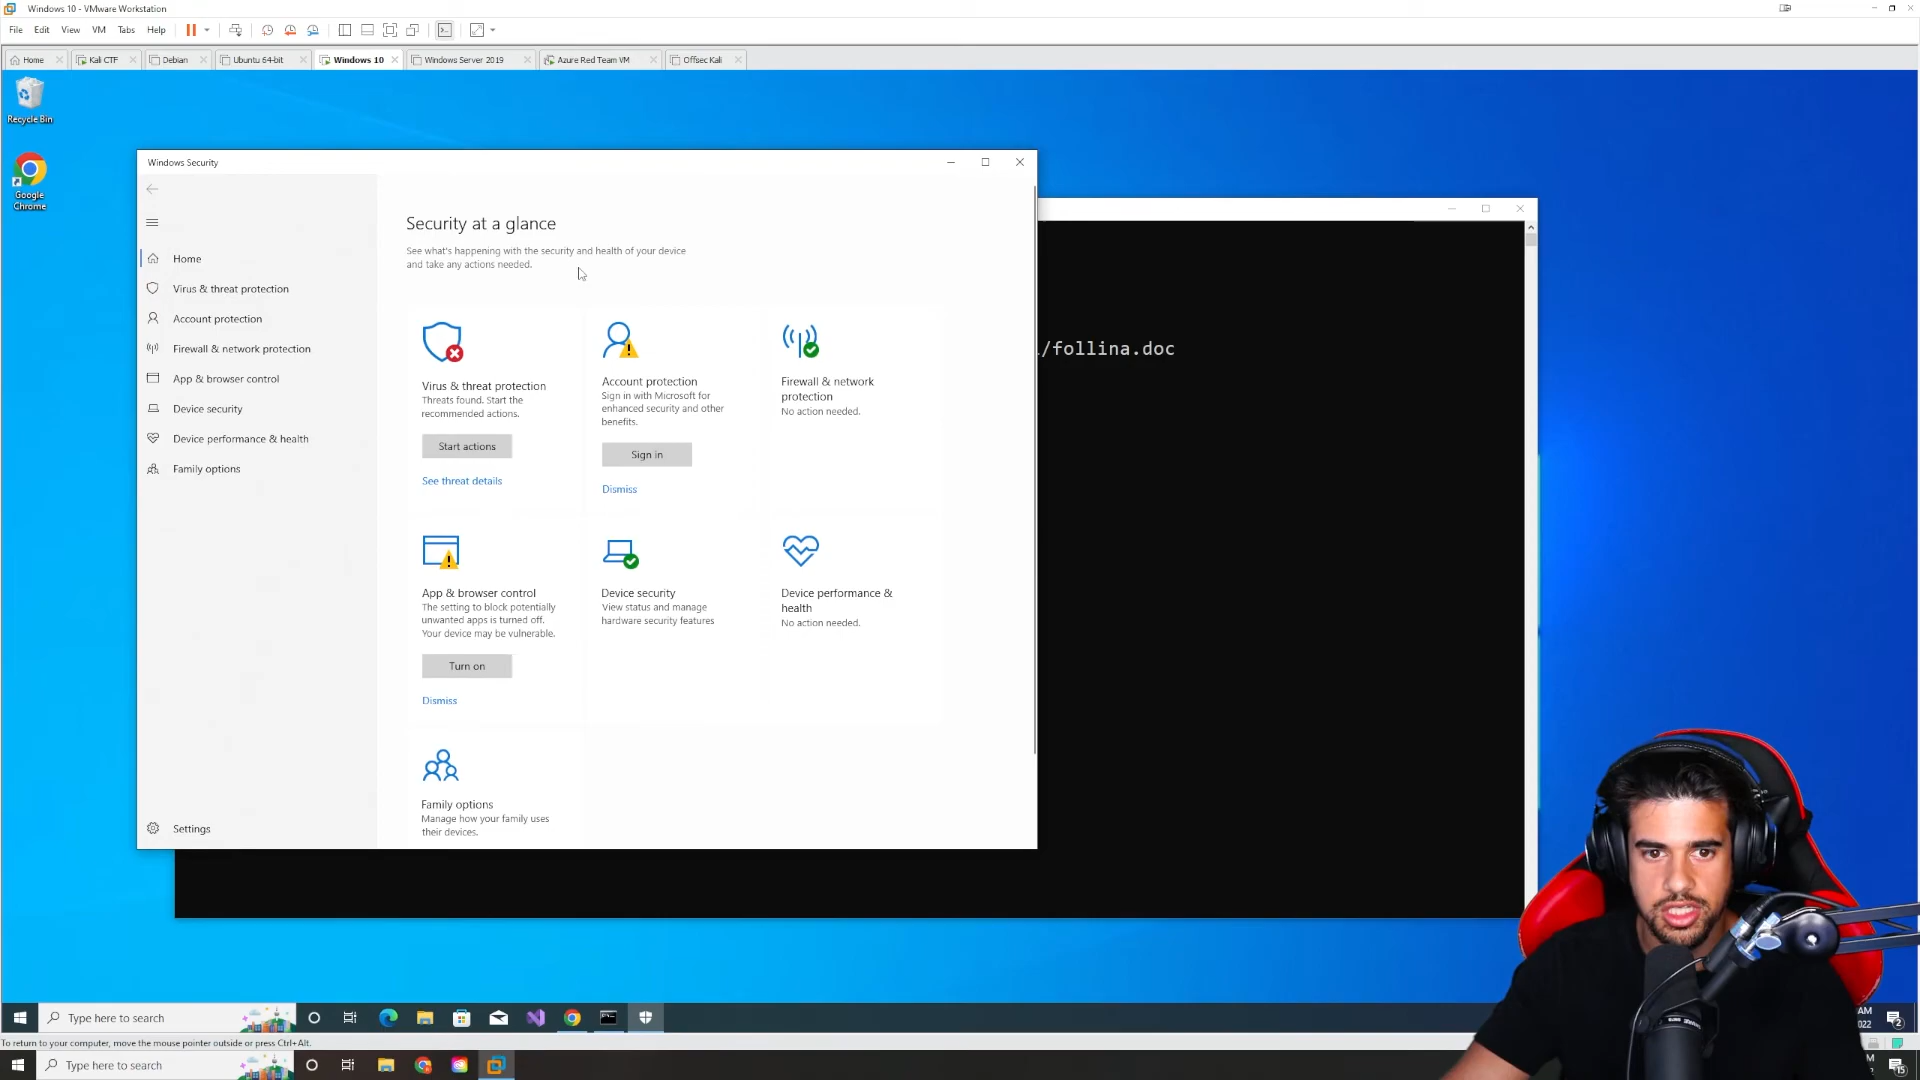 Windows 10 - VMware Workstation
File Edit View VM Tabs Help
Home Kali CTF Debian Ubuntu 64-bit Windows 10 Windows Server 2019 Azure Red Team VM Offsec Kali
Recycle Bin
Google
Chrome
Windows Security
Home
Virus & threat protection
Account protection
Firewall & network protection
App & browser control
Device security
Device performance & health
Family options
Settings
Security at a glance
See what's happening with the security and health of your device
and take any actions needed.
Virus & threat protection
Threats found. Start the
recommended actions.
Start actions
See threat details
Account protection
Sign in with Microsoft for
enhanced security and other
benefits.
Sign in
Dismiss
Firewall & network
protection
No action needed.
App & browser control
The setting to block potentially
unwanted apps is turned off.
Your device may be vulnerable.
Turn on
Dismiss
Device security
View status and manage
hardware security features
Device performance &
health
No action needed.
Family options
Manage how your family uses
their devices.
/follina.doc
Type here to search
AM
022
2
To return to your computer, move the mouse pointer outside or press Ctrl+Alt.
Type here to search
15